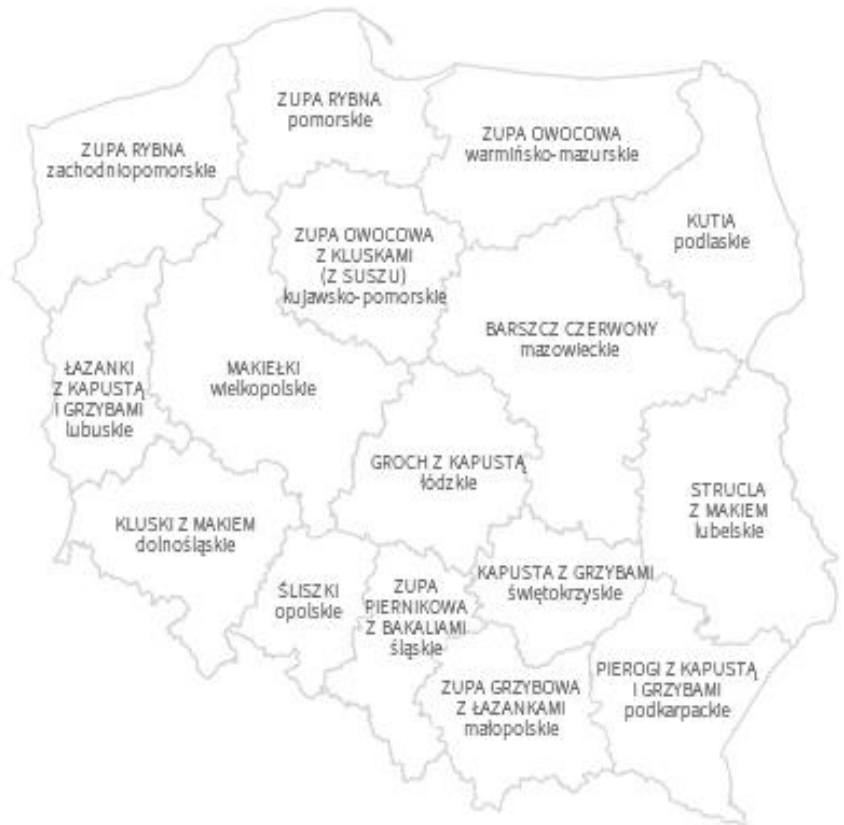 ZUPA RYBNA
pomorskie
ZUPA RYBNA
zachodniopomorskie
ZUPA OWOCOWA
warmińsko-mazurskie
KUTIA
podlaskie
ZUPA OWOCOWA
Z KLUSKAMI
(Z SUSZU)
kujawsko-pomorskie
BARSZCZ CZERWONY
mazowieckie
ŁAZANKI
Z KAPUSTĄ
I GRZYBAMI
lubuskie
MAKIEŁKI
wielkopolskie
GROCH Z KAPUSTĄ
łódzkie
STRUCLA
Z MAKIEM
lubelskie
KLUSKI Z MAKIEM
dolnośląskie
ŚLISZKI
opolskie
ZUPA
PIERNIKOWA
Z BAKALIAMI
śląskie
KAPUSTA Z GRZYBAMI
świętokrzyskie
ZUPA GRZYBOWA
Z ŁAZANKAMI
małopolskie
PIEROGI Z KAPUSTĄ
I GRZYBAMI
podkarpackie